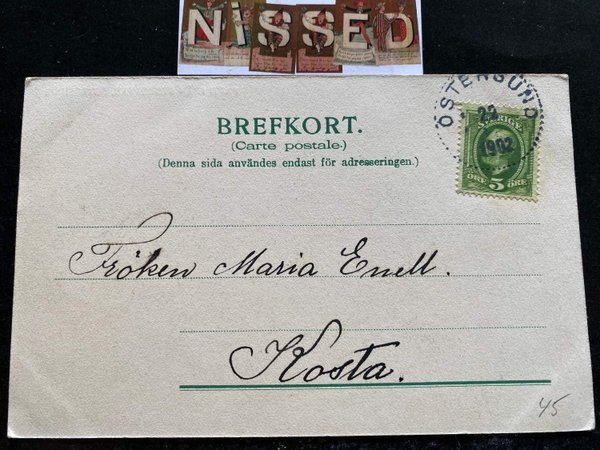 NISSED
BREFKORT.
(Carte postale.)
(Denna sida användes endast för adresseringen.)
ÖSTERSUND
22
1902
SVERIGE
ÖRE 5 ÖRE
Fröken Maria Enell.
Kosta.
45